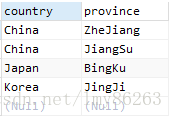 country province
China ZheJiang
China JiangSu
Japan BingKu
Korea JingJi
(Null) (Null)